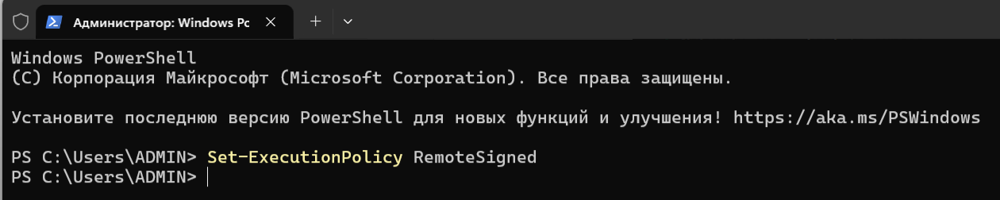 Администратор: Windows Pc
Windows PowerShell
(C) Корпорация Майкрософт (Microsoft Corporation). Все права защищены.
Установите последнюю версию PowerShell для новых функций и улучшения! https://aka.ms/PSWindows
PS C:\Users\ADMIN> Set-ExecutionPolicy RemoteSigned
PS C:\Users\ADMIN>